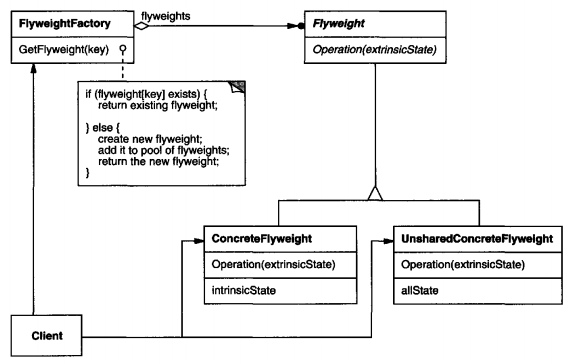 FlyweightFactory
flyweights
Flyweight
GetFlyweight(key)
Operation(extrinsicState)
if (flyweight[key] exists) {
return existing flyweight;
} else {
create new flyweight;
add it to pool of flyweights;
return the new flyweight;
}
ConcreteFlyweight
Operation(extrinsicState)
intrinsicState
UnsharedConcreteFlyweight
Operation(extrinsicState)
allState
Client